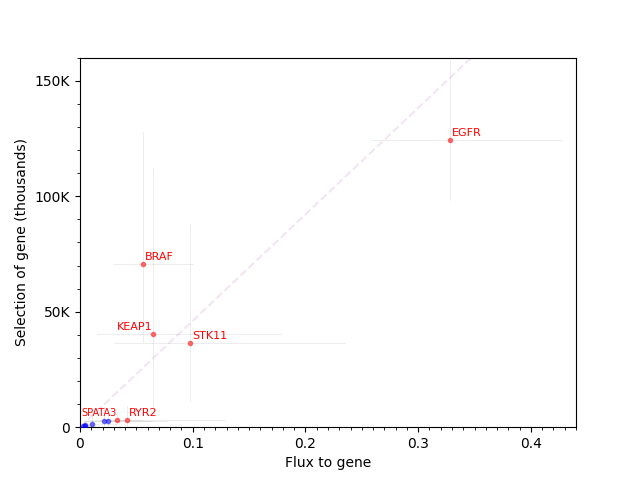 150K
EGFR
100K
BRAF
50K
KEAP1
STK11
SPATA3
RYR2
0
0
0.1
0.2
0.3
0.4
Flux to gene
Selection of gene (thousands)